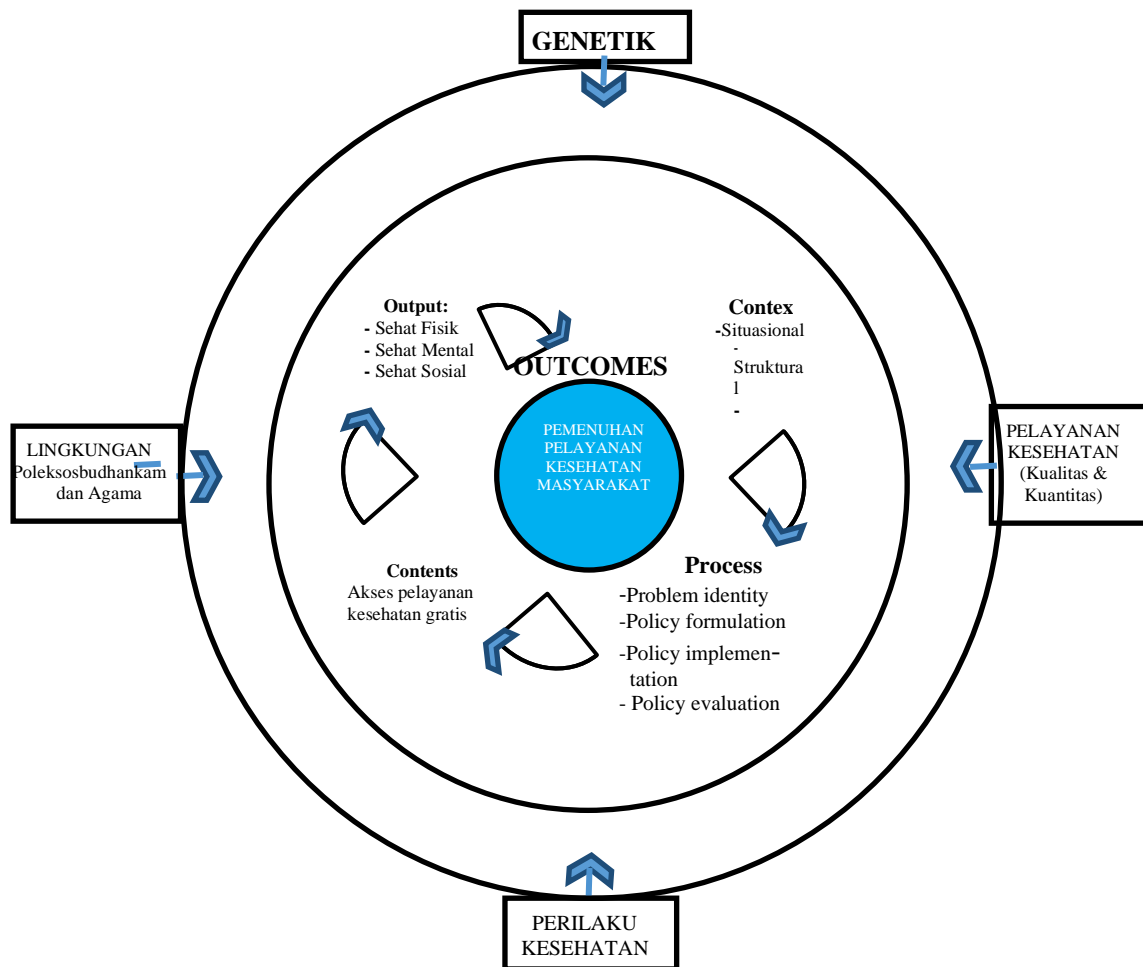 GENETIK
Output:
- Sehat Fisik
- Sehat Mental
- Sehat Sosial
Contex
-Situasional
-
Struktura
l
-
OUTCOMES
PEMENUHAN
PELAYANAN
KESEHATAN
MASYARAKAT
LINGKUNGAN
Poleksosbudhankam
dan Agama
PELAYANAN
KESEHATAN
(Kualitas &
Kuantitas)
Contents
Akses pelayanan
kesehatan gratis
Process
-Problem identity
-Policy formulation
-Policy implemen-
tation
- Policy evaluation
PERILAKU
KESEHATAN